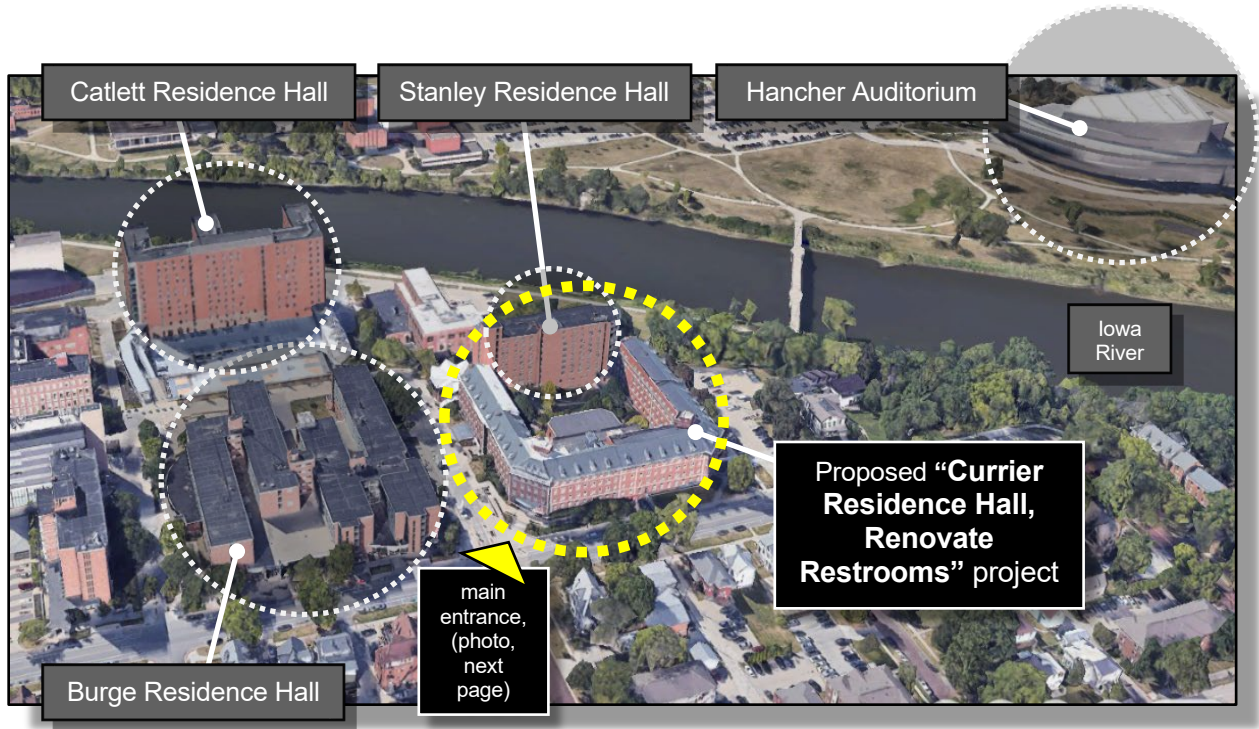 Catlett Residence Hall
Stanley Residence Hall
Hancher Auditorium
Iowa
River
Proposed “Currier
Residence Hall,
Renovate
Restrooms” project
main
entrance,
(photo,
next
page)
Burge Residence Hall